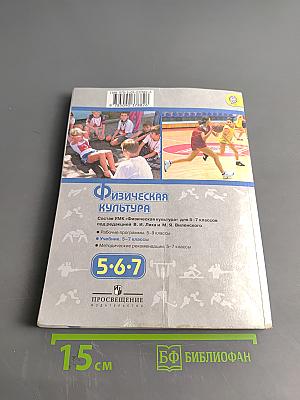 Физическая
культура
Состав УМК «Физическая культура» для 5–7 классов
под редакцией В. И. Ляха и М. Я. Виленского
Рабочие программы. 5–9 классы
Учебник. 5–7 классы
Методические рекомендации. 5–7 классы
5•6•7
ПРОСВЕЩЕНИЕ
ИЗДАТЕЛЬСТВО
15 см
БФ БИБЛИОФАН